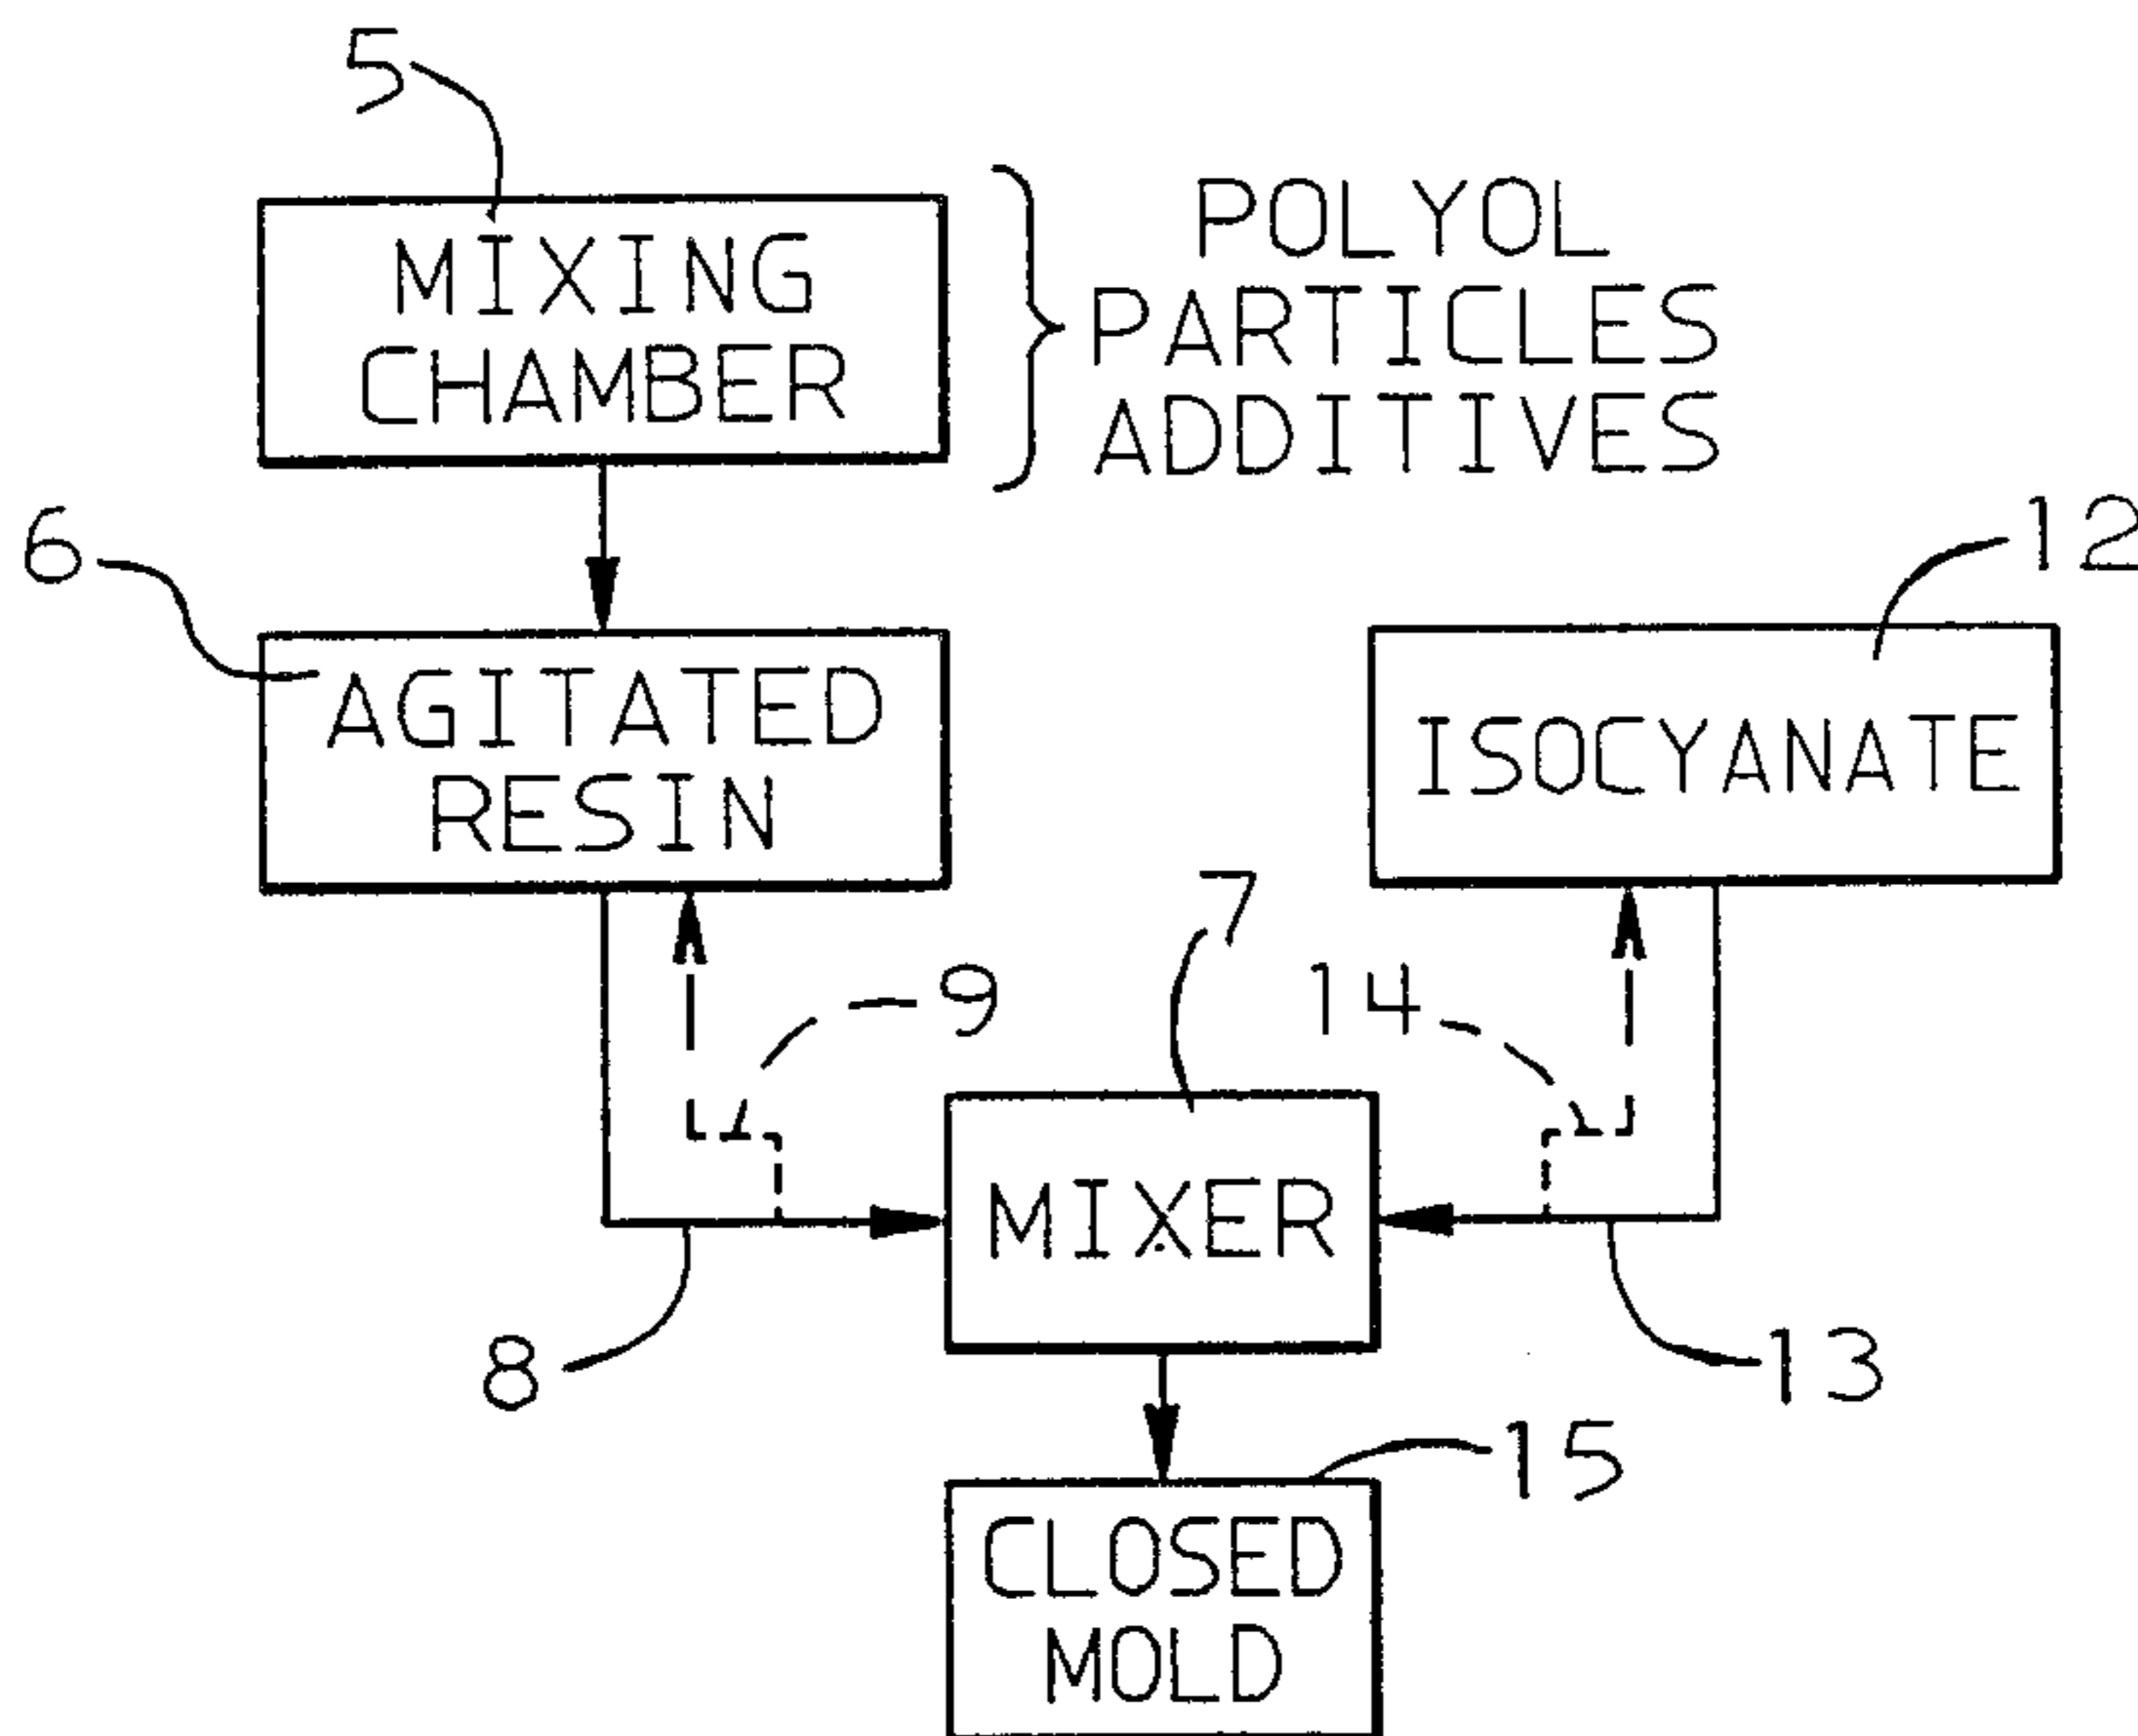 5
MIXING
CHAMBER
POLYOL
PARTICLES
ADDITIVES
6
12
AGITATED
RESIN
ISOCYANATE
7
9
14
MIXER
8
13
15
CLOSED
MOLD